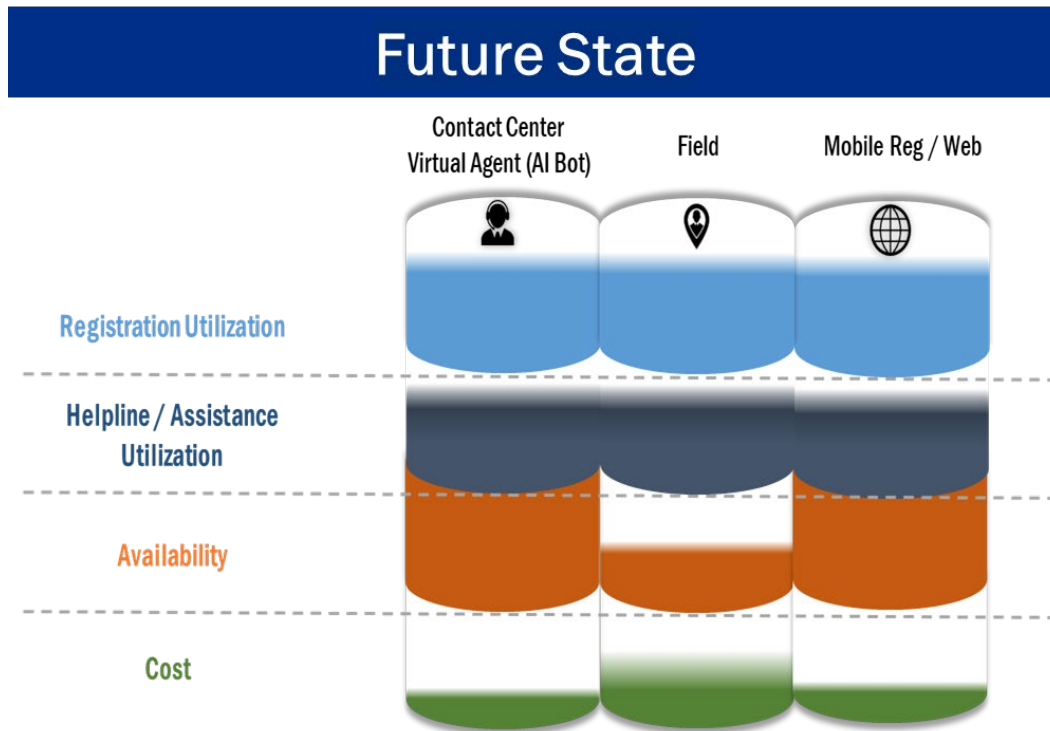 Future State
Contact Center
Virtual Agent (AI Bot)
Field
Mobile Reg / Web
Registration Utilization
Helpline / Assistance
Utilization
Availability
Cost